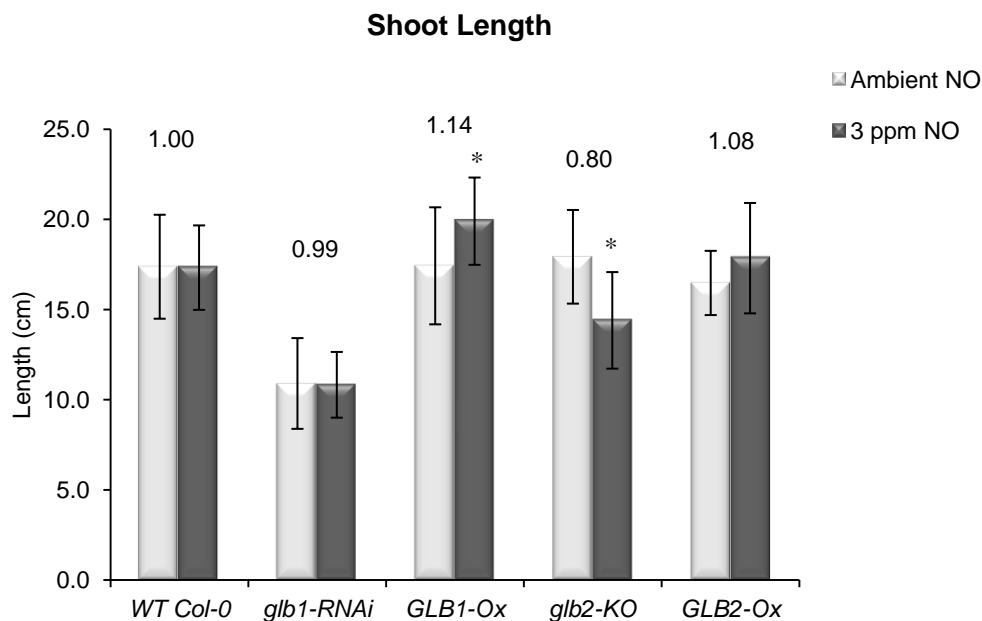 Shoot Length
Ambient NO
3 ppm NO
25.0
20.0
15.0
10.0
5.0
0.0
Length (cm)
1.00
0.99
1.14
0.80
1.08
*
*
WT Col-0
glb1-RNAi
GLB1-Ox
glb2-KO
GLB2-Ox